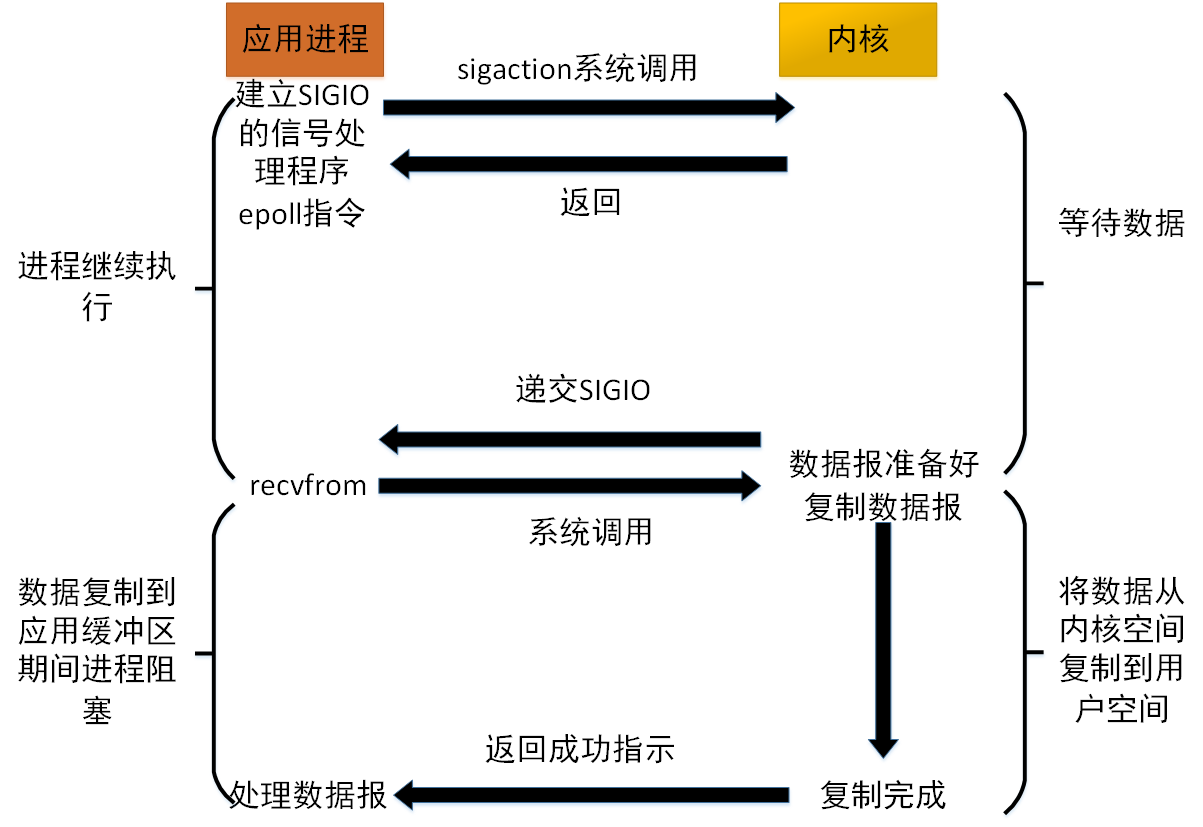 应用进程
内核
sigaction系统调用
建立SIGIO
的信号处
理程序
epoll指令
返回
等待数据
进程继续执
行
递交SIGIO
数据报准备好
复制数据报
recvfrom
系统调用
数据复制到
应用缓冲区
期间进程阻
塞
将数据从
内核空间
复制到用
户空间
返回成功指示
处理数据报
复制完成